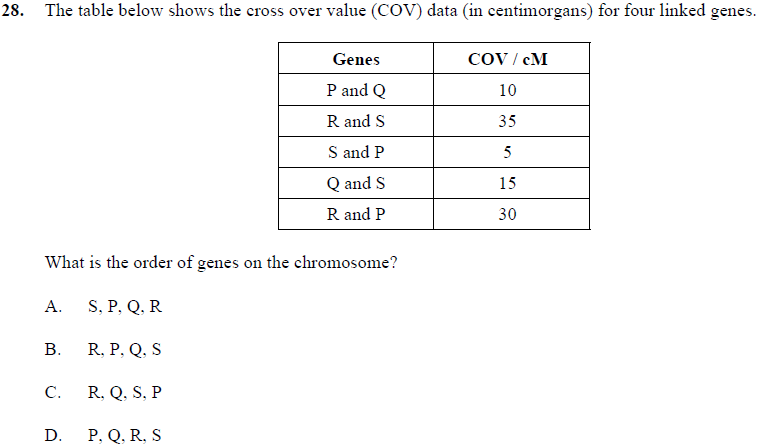 28. The table below shows the cross over value (COV) data (in centimorgans) for four linked genes.
Genes COV / cM
P and Q 10
R and S 35
S and P 5
Q and S 15
R and P 30
What is the order of genes on the chromosome?
A. S, P, Q, R
B. R, P, Q, S
C. R, Q, S, P
D. P, Q, R, S